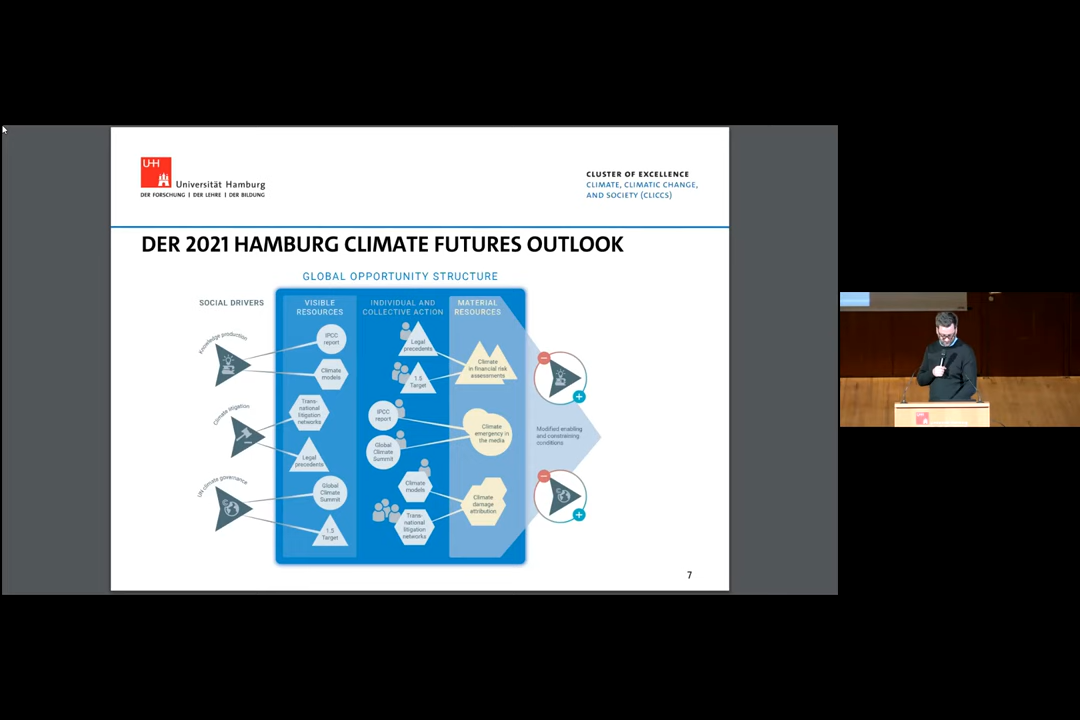 UHH
Universität Hamburg
DER FORSCHUNG | DER LEHRE | DER BILDUNG
CLUSTER OF EXCELLENCE
CLIMATE, CLIMATIC CHANGE,
AND SOCIETY (CLICCS)
DER 2021 HAMBURG CLIMATE FUTURES OUTLOOK
GLOBAL OPPORTUNITY STRUCTURE
SOCIAL DRIVERS
VISIBLE
RESOURCES
INDIVIDUAL AND
COLLECTIVE ACTION
MATERIAL
RESOURCES
Knowledge production
IPCC
report
Climate
models
Climate litigation
Trans-
national
litigation
networks
Legal
precedents
UN climate governance
Global
Climate
Summit
1.5
Target
Legal
precedents
1.5
Target
IPCC
report
Global
Climate
Summit
Climate
models
Trans-
national
litigation
networks
Climate
in financial risk
assessments
Climate
emergency in
the media
Climate
damage
attribution
Modified enabling
and constraining
conditions
7